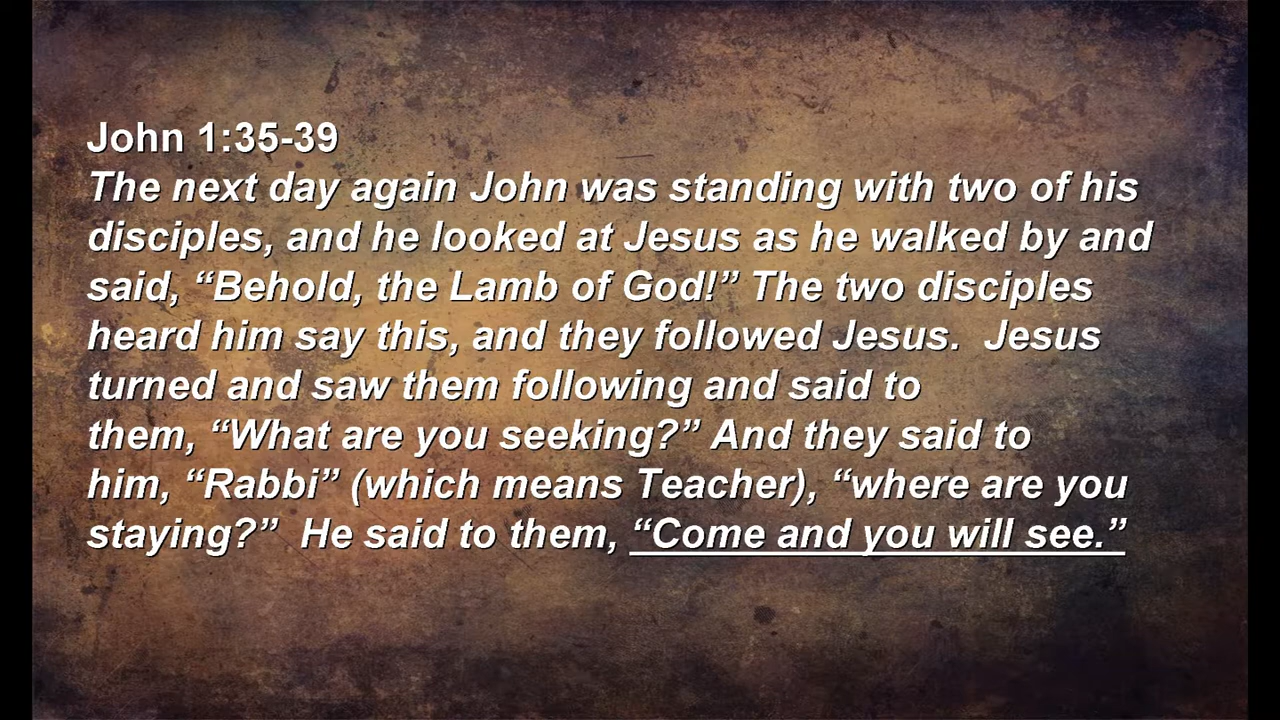 John 1:35-39
The next day again John was standing with two of his
disciples, and he looked at Jesus as he walked by and
said, “Behold, the Lamb of God!” The two disciples
heard him say this, and they followed Jesus.  Jesus
turned and saw them following and said to
them, “What are you seeking?” And they said to
him, “Rabbi” (which means Teacher), “where are you
staying?”  He said to them, “Come and you will see.”